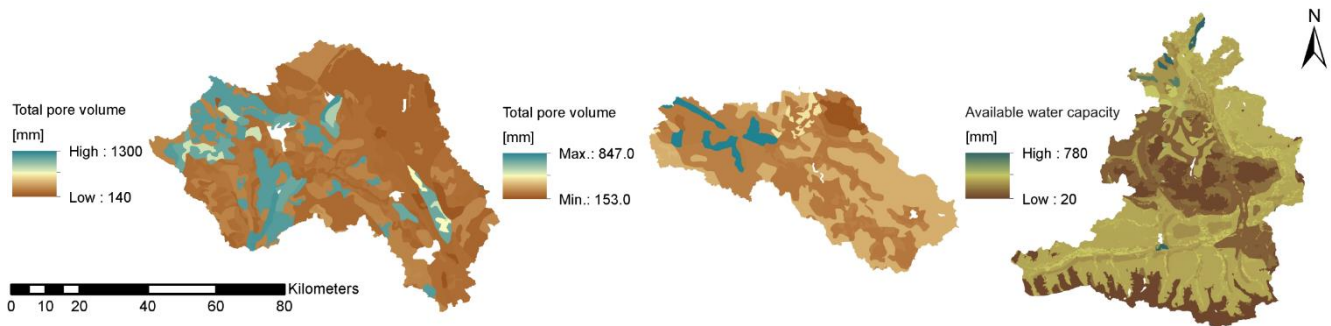 Total pore volume
[mm]
High : 1300
Low : 140
Total pore volume
[mm]
Max.: 847.0
Min.: 153.0
Available water capacity
[mm]
High : 780
Low : 20
N
Kilometers
0 10 20 40 60 80